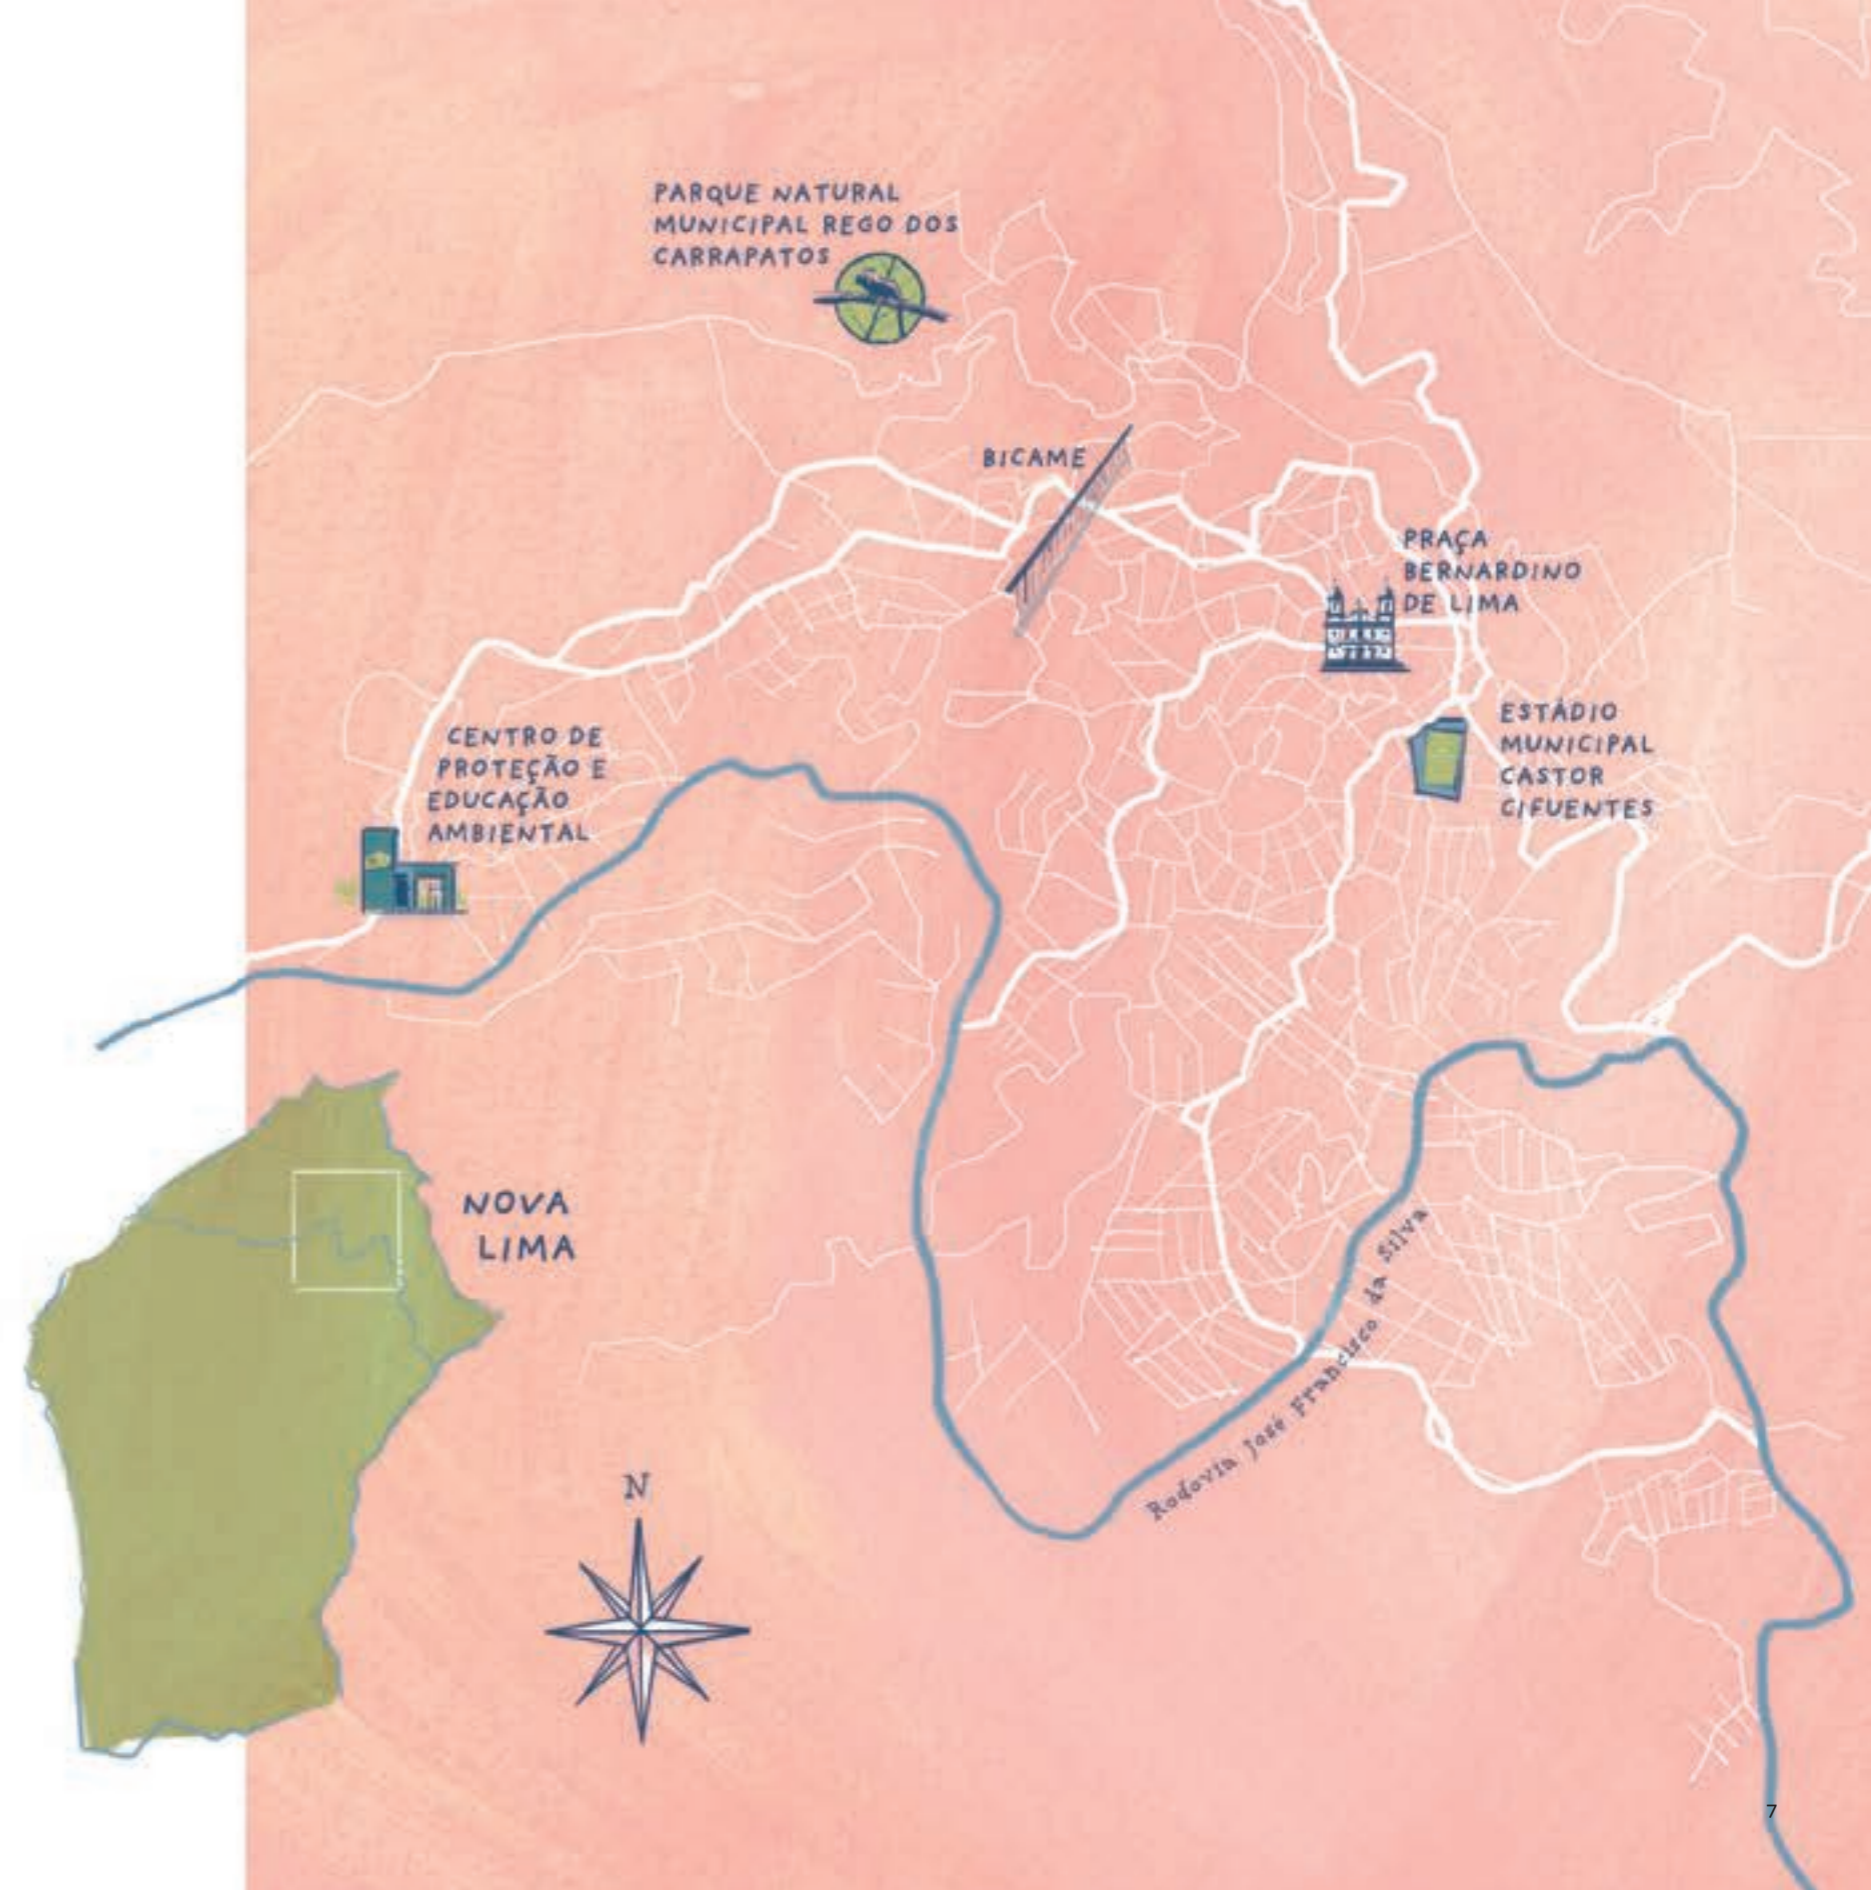 PARQUE NATURAL
MUNICIPAL REGO DOS
CARRAPATOS
BICAME
PRAÇA
BERNARDINO
DE LIMA
ESTÁDIO
MUNICIPAL
CASTOR
CIFUENTES
CENTRO DE
PROTEÇÃO E
EDUCAÇÃO
AMBIENTAL
NOVA
LIMA
Rodovia José Francisco da Silva
N
7